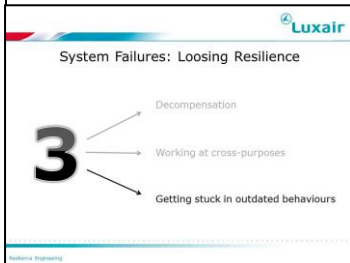 Luxair
System Failures: Loosing Resilience
3
Decompensation
Working at cross-purposes
Getting stuck in outdated behaviours
Resilience Engineering